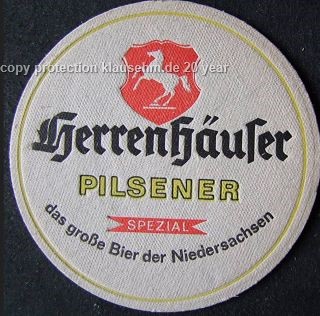 copy protection klausehm.de 20 year
Herrenhäuser
PILSENER
SPEZIAL
das große Bier der Niedersachsen